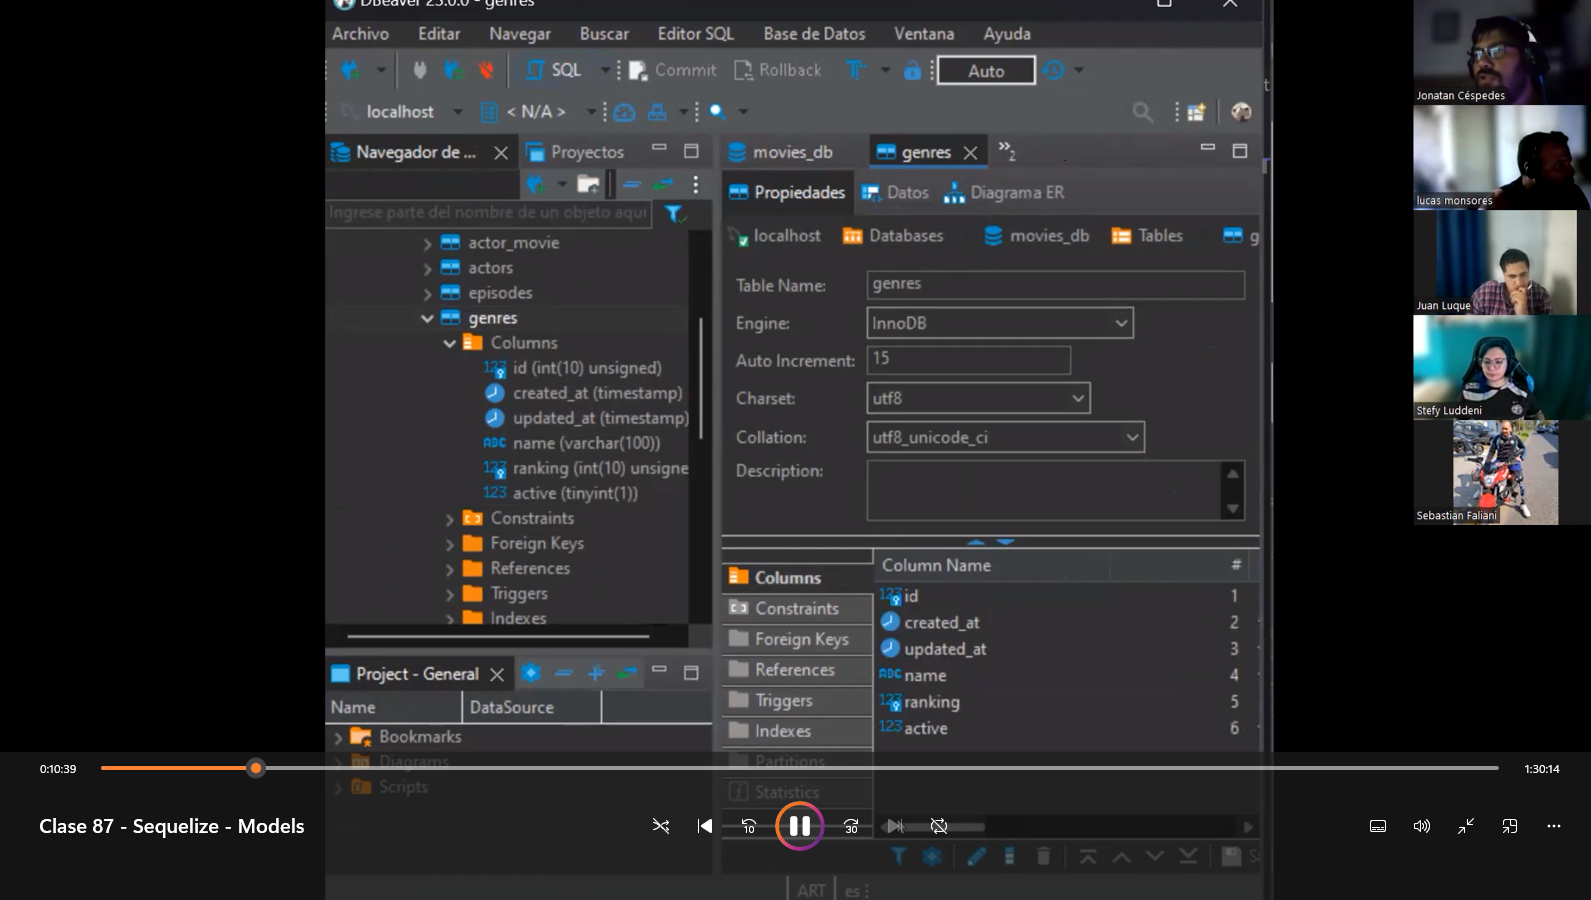 DBeaver 23.0.0 - genres
Archivo Editar Navegar Buscar Editor SQL Base de Datos Ventana Ayuda
SQL Commit Rollback Auto
localhost < N/A >
Navegador de ... Proyectos
Ingrese parte del nombre de un objeto aquí
actor_movie
actors
episodes
genres
Columns
id (int(10) unsigned)
created_at (timestamp)
updated_at (timestamp)
name (varchar(100))
ranking (int(10) unsigne
active (tinyint(1))
Constraints
Foreign Keys
References
Triggers
Indexes
Project - General
Name DataSource
Bookmarks
Diagrams
Scripts
movies_db genres »2
Propiedades Datos Diagrama ER
localhost Databases movies_db Tables g
Table Name: genres
Engine: InnoDB
Auto Increment: 15
Charset: utf8
Collation: utf8_unicode_ci
Description:
Columns
Constraints
Foreign Keys
References
Triggers
Indexes
Partitions
Statistics
Column Name #
id 1
created_at 2
updated_at 3
name 4
ranking 5
active 6
ART es
Jonatan Céspedes
lucas monsores
Juan Luque
Stefy Luddeni
Sebastian Faliani
0:10:39 1:30:14
Clase 87 - Sequelize - Models
10 30